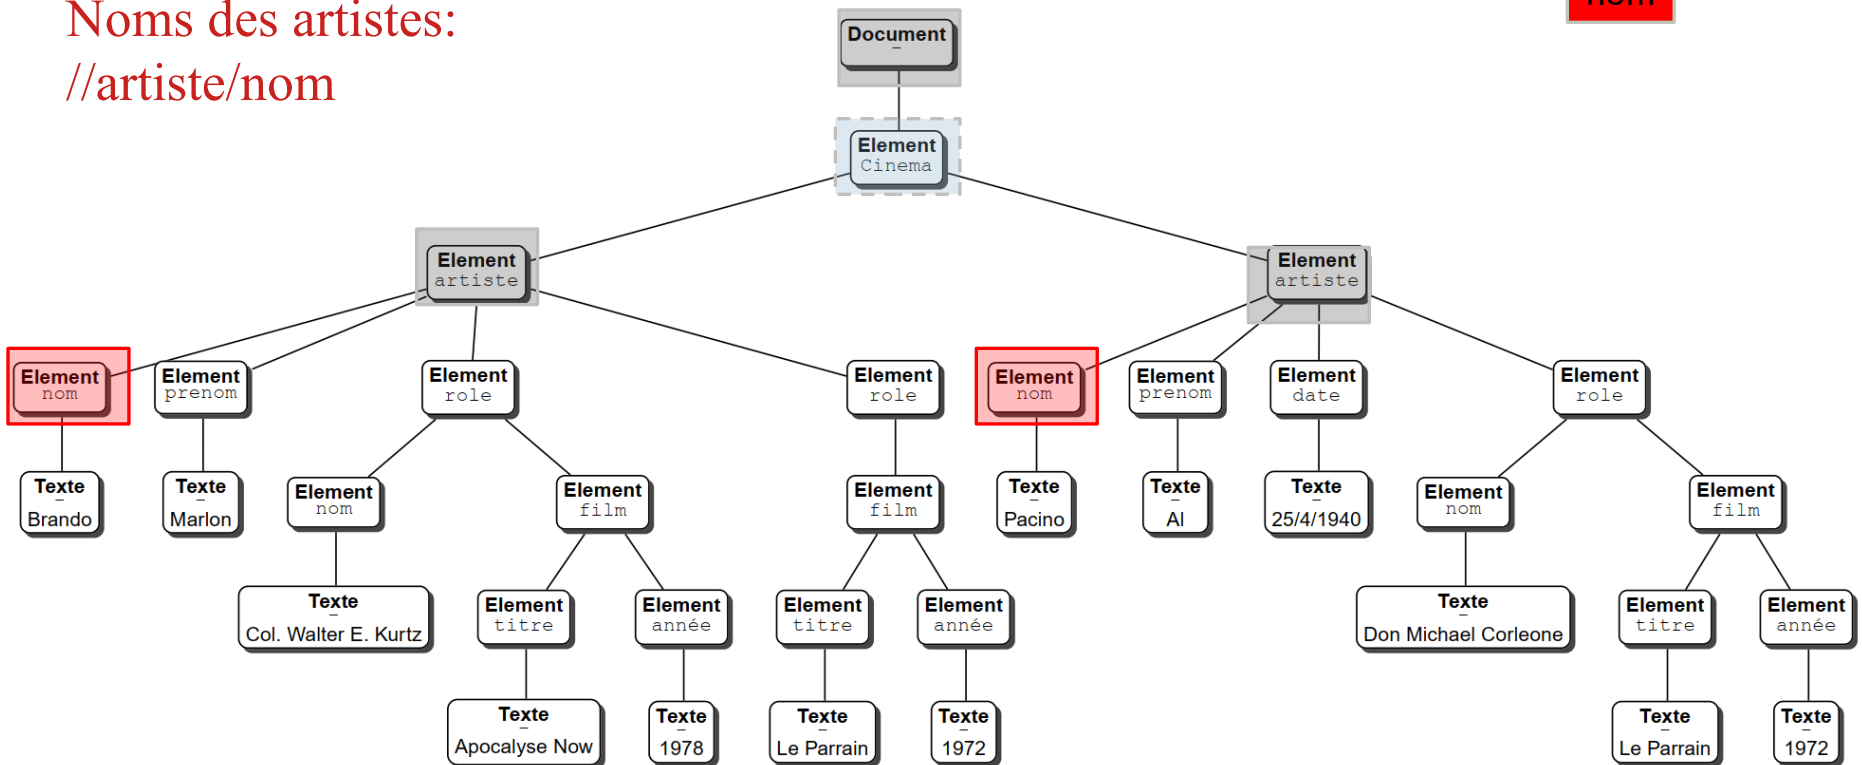 Noms des artistes:
//artiste/nom
nom
Document
–
Element
Cinema
Element
artiste
Element
artiste
Element
nom
Element
prenom
Element
role
Element
role
Element
nom
Element
prenom
Element
date
Element
role
Texte
–
Brando
Texte
–
Marlon
Element
nom
Element
film
Element
film
Texte
–
Pacino
Texte
–
Al
Texte
–
25/4/1940
Element
nom
Element
film
Texte
–
Col. Walter E. Kurtz
Element
titre
Element
année
Element
titre
Element
année
Texte
–
Don Michael Corleone
Element
titre
Element
année
Texte
–
Apocalyse Now
Texte
–
1978
Texte
–
Le Parrain
Texte
–
1972
Texte
–
Le Parrain
Texte
–
1972